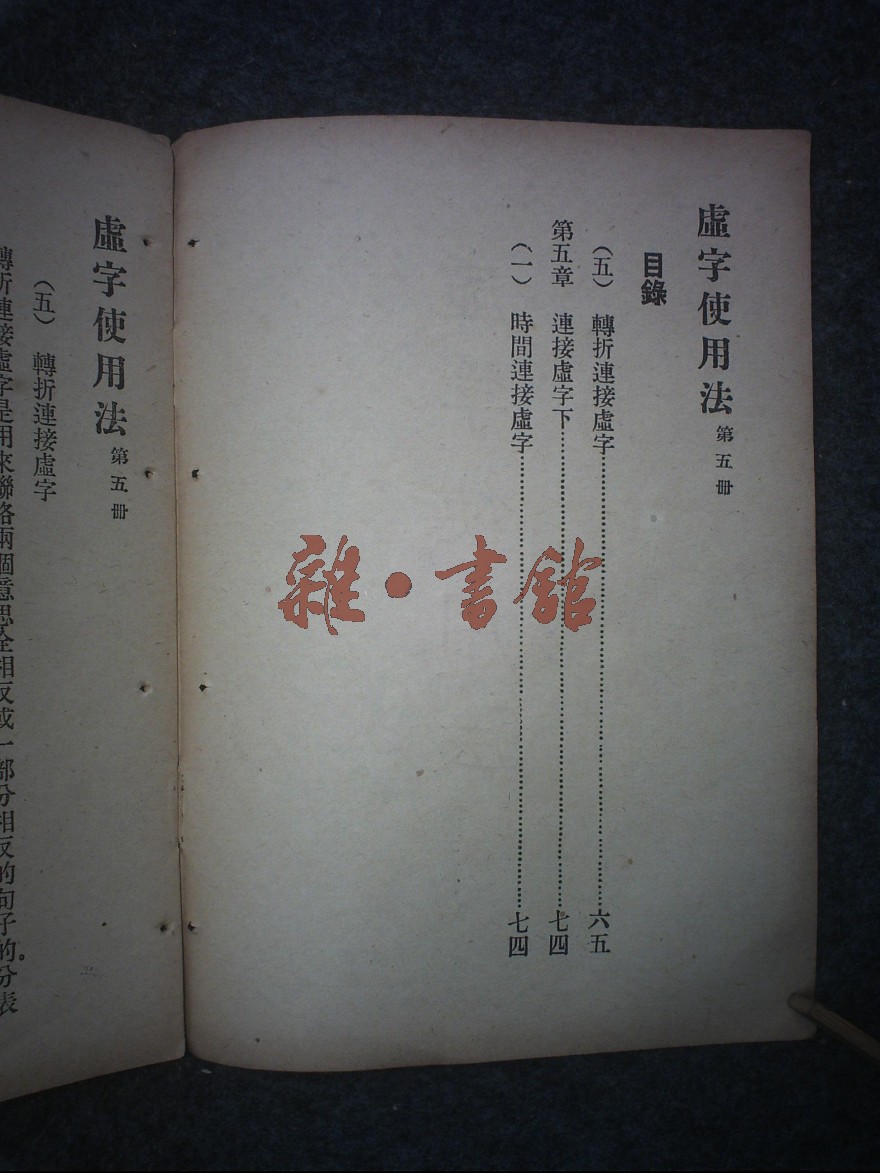 虛字使用法 第五冊
目錄
(五) 轉折連接虛字……六五
第五章 連接虛字下……七四
(一) 時間連接虛字……七四
雜·書館
虛字使用法 第五冊
(五) 轉折連接虛字
轉折連接虛字是用來聯絡兩個意思全相反或一部分相反的句子的。分表